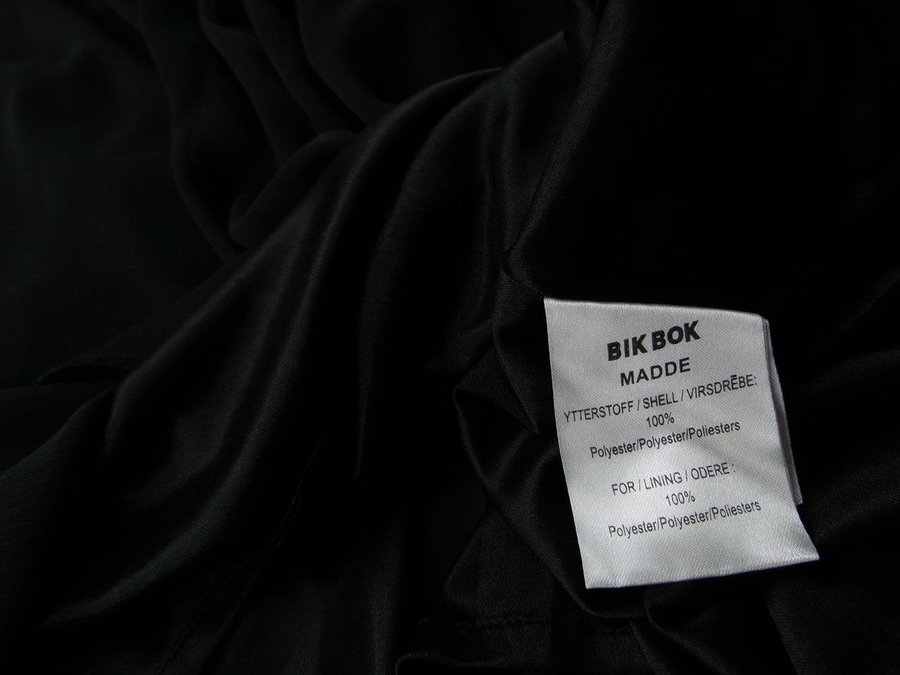 BIK BOK
MADDE
YTTERSTOFF / SHELL / VIRSDRĒBE:
100%
Polyester/Polyester/Poliesters
FOR / LINING / ODERE :
100%
Polyester/Polyester/Poliesters